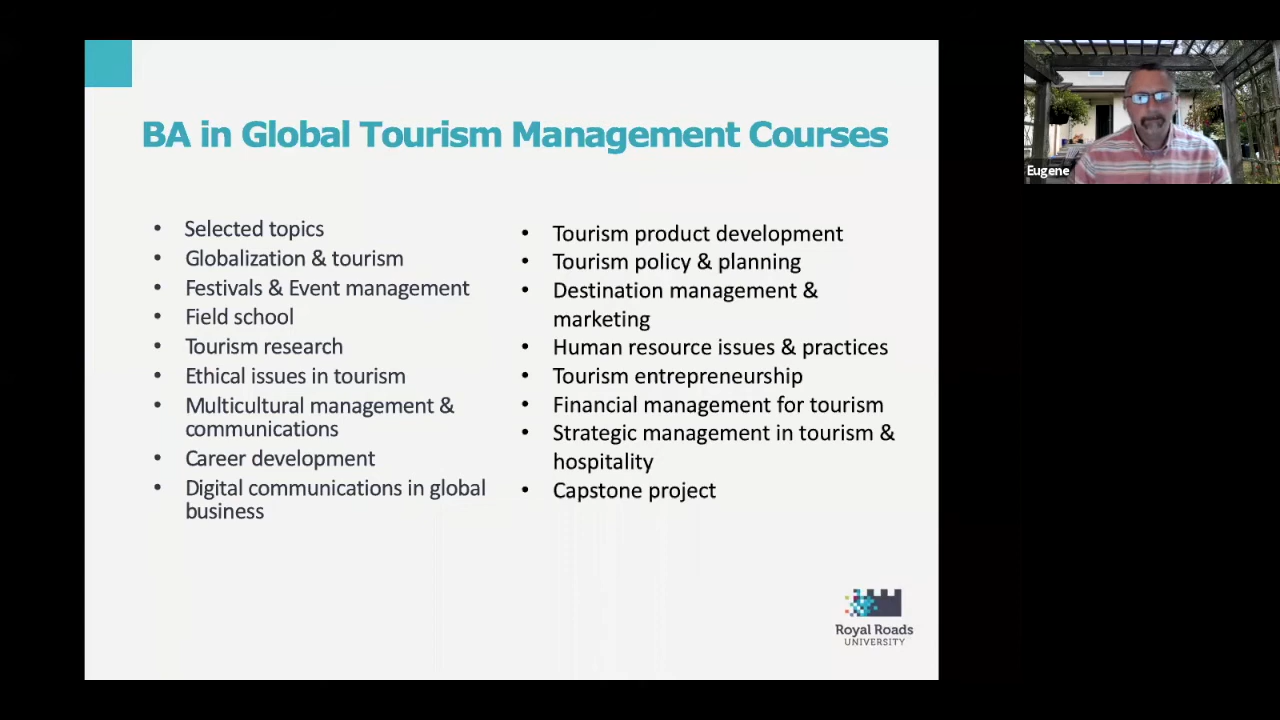 BA in Global Tourism Management Courses
• Selected topics
• Globalization & tourism
• Festivals & Event management
• Field school
• Tourism research
• Ethical issues in tourism
• Multicultural management &
communications
• Career development
• Digital communications in global
business
• Tourism product development
• Tourism policy & planning
• Destination management &
marketing
• Human resource issues & practices
• Tourism entrepreneurship
• Financial management for tourism
• Strategic management in tourism &
hospitality
• Capstone project
Royal Roads
UNIVERSITY
Eugene